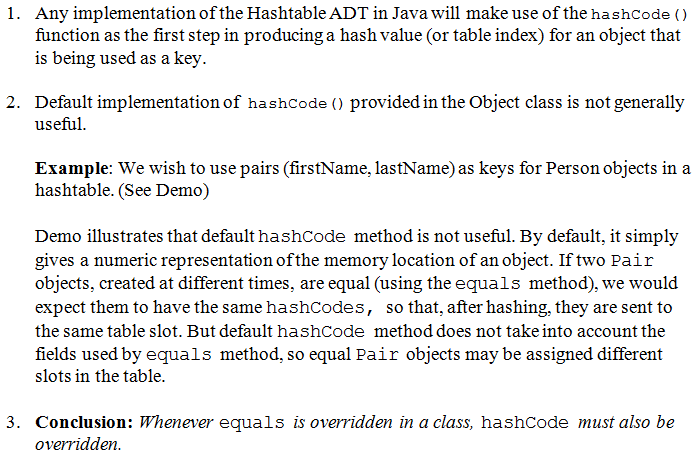 1. Any implementation of the Hashtable ADT in Java will make use of the hashCode()
function as the first step in producing a hash value (or table index) for an object that
is being used as a key.
2. Default implementation of hashCode() provided in the Object class is not generally
useful.
Example: We wish to use pairs (firstName, lastName) as keys for Person objects in a
hashtable. (See Demo)
Demo illustrates that default hashCode method is not useful. By default, it simply
gives a numeric representation of the memory location of an object. If two Pair
objects, created at different times, are equal (using the equals method), we would
expect them to have the same hashCodes, so that, after hashing, they are sent to
the same table slot. But default hashCode method does not take into account the
fields used by equals method, so equal Pair objects may be assigned different
slots in the table.
3. Conclusion: Whenever equals is overridden in a class, hashCode must also be
overridden.